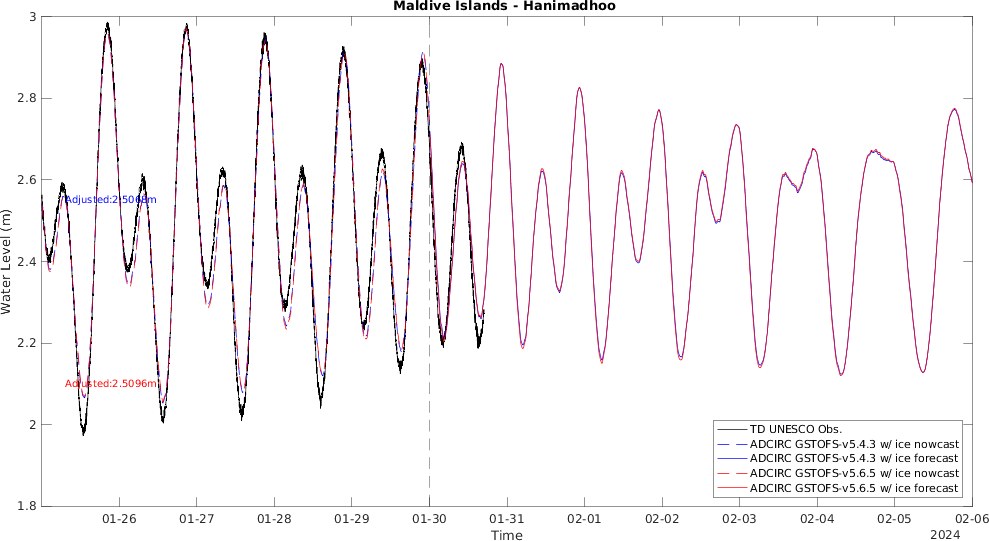 Maldive Islands - Hanimadhoo
Water Level (m)
3
2.8
2.6
2.4
2.2
2
1.8
Adjusted:2.5068m
Adjusted:2.5096m
TD UNESCO Obs.
ADCIRC GSTOFS-v5.4.3 w/ ice nowcast
ADCIRC GSTOFS-v5.4.3 w/ ice forecast
ADCIRC GSTOFS-v5.6.5 w/ ice nowcast
ADCIRC GSTOFS-v5.6.5 w/ ice forecast
01-26 01-27 01-28 01-29 01-30 01-31 02-01 02-02 02-03 02-04 02-05 02-06
Time
2024